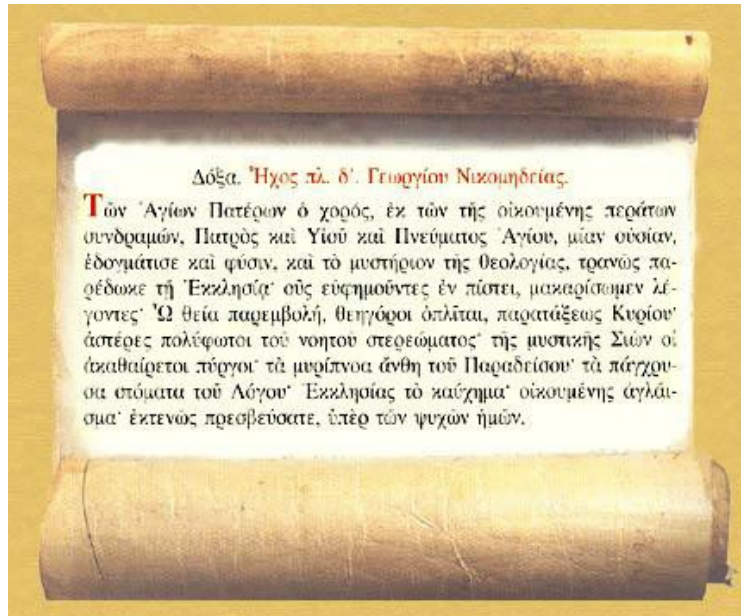 Δόξα. Ἦχος πλ. δ'. Γεωργίου Νικομηδείας.
Τῶν Ἁγίων Πατέρων ὁ χορός, ἐκ τῶν τῆς οἰκουμένης περάτων
συνδραμών, Πατρὸς καὶ Υἱοῦ καὶ Πνεύματος Ἁγίου, μίαν οὐσίαν,
ἐδογμάτισε καὶ φύσιν, καὶ τὸ μυστήριον τῆς θεολογίας, τρανῶς πα-
ρέδωκε τῇ Ἐκκλησίᾳ· οὓς εὐφημοῦντες ἐν πίστει, μακαρίσωμεν λέ-
γοντες· Ὢ θεία παρεμβολή, θεηγόροι ὁπλῖται, παρατάξεως Κυρίου·
ἀστέρες πολύφωτοι τοῦ νοητοῦ στερεώματος· τῆς μυστικῆς Σιὼν οἱ
ἀκαθαίρετοι πύργοι· τὰ μυρίπνοα ἄνθη τοῦ Παραδείσου· τὰ πάγχρυ-
σα στόματα τοῦ Λόγου· Ἐκκλησίας τὸ καύχημα· οἰκουμένης ἀγλάϊ-
σμα· ἐκτενῶς πρεσβεύσατε, ὑπὲρ τῶν ψυχῶν ἡμῶν.